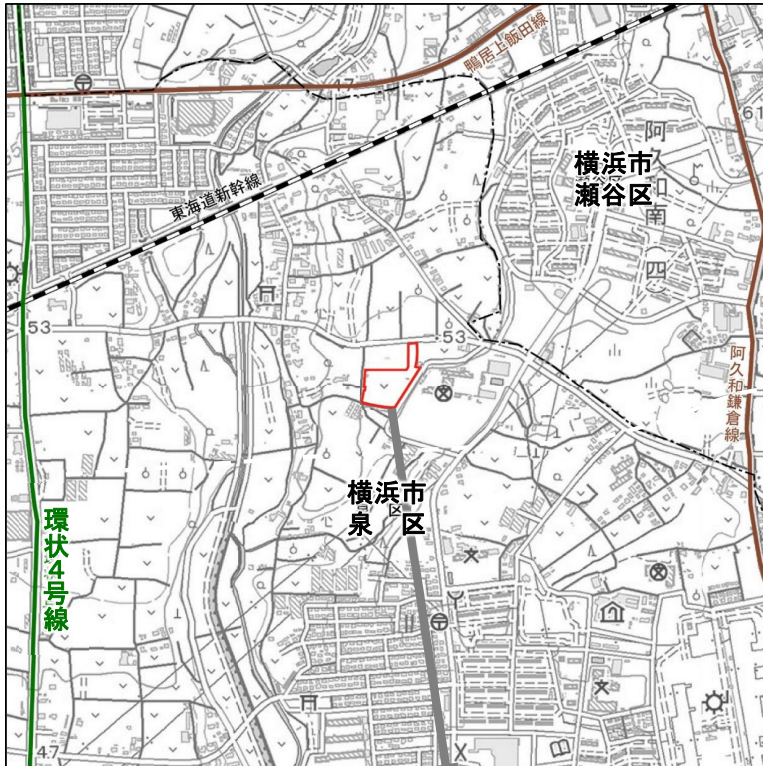 鴨居上飯田線
47
61
横浜市
瀬谷区
阿久和南(四)
東海道新幹線
53
53
阿久和鎌倉線
横浜市
泉 区
区
環状4号線
47